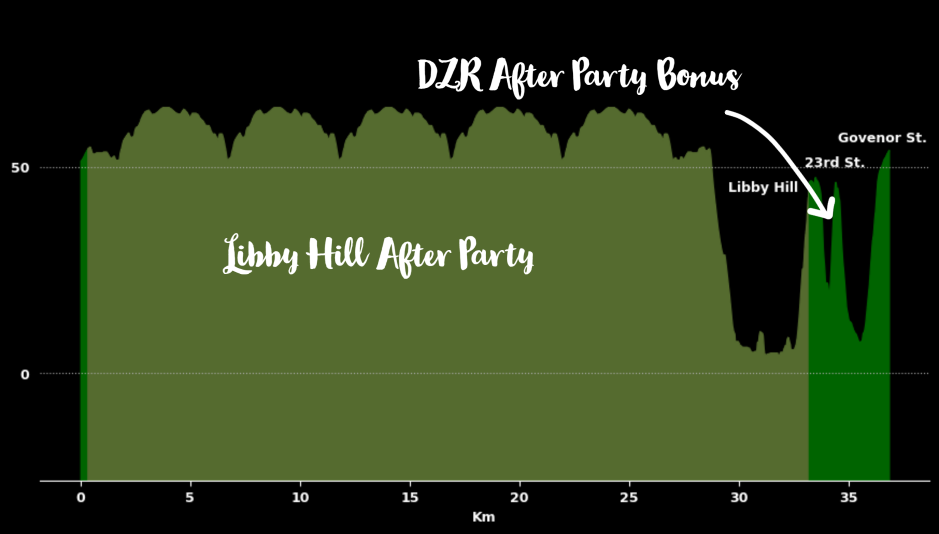 DZR After Party Bonus
Govenor St.
23rd St.
50
Libby Hill
Libby Hill After Party
0
0 5 10 15 20 25 30 35
Km